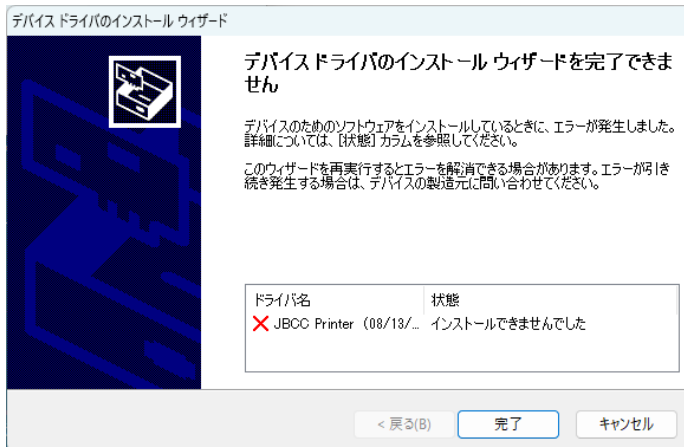 デバイス ドライバのインストール ウィザード
デバイス ドライバのインストール ウィザードを完了できま
せん
デバイスのためのソフトウェアをインストールしているときに、エラーが発生しました。
詳細については、[状態] カラムを参照してください。
このウィザードを再実行するとエラーを解消できる場合があります。エラーが引き
続き発生する場合は、デバイスの製造元に問い合わせてください。
ドライバ名 状態
JBCC Printer (08/13/... インストールできませんでした
< 戻る(B) 完了 キャンセル